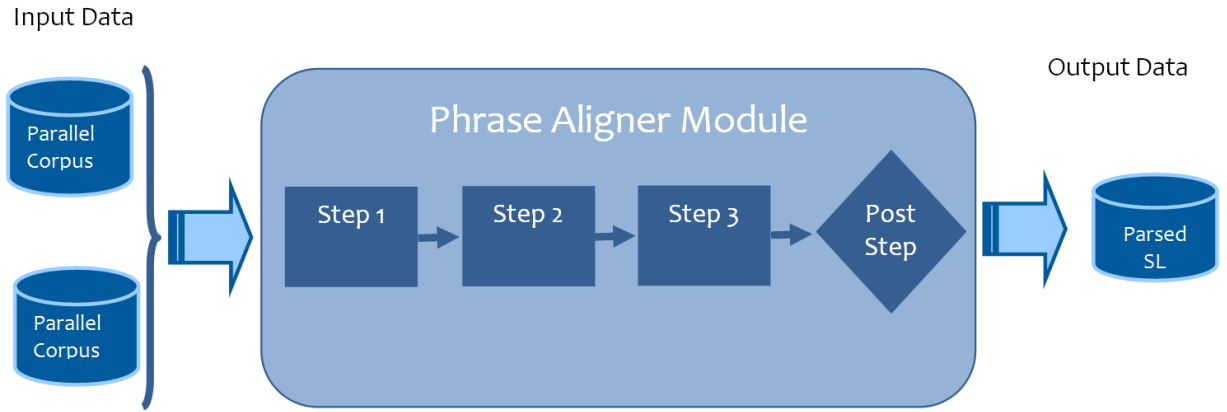 Input Data
Output Data
Parallel
Corpus
Parallel
Corpus
Phrase Aligner Module
Step 1
Step 2
Step 3
Post
Step
Parsed
SL